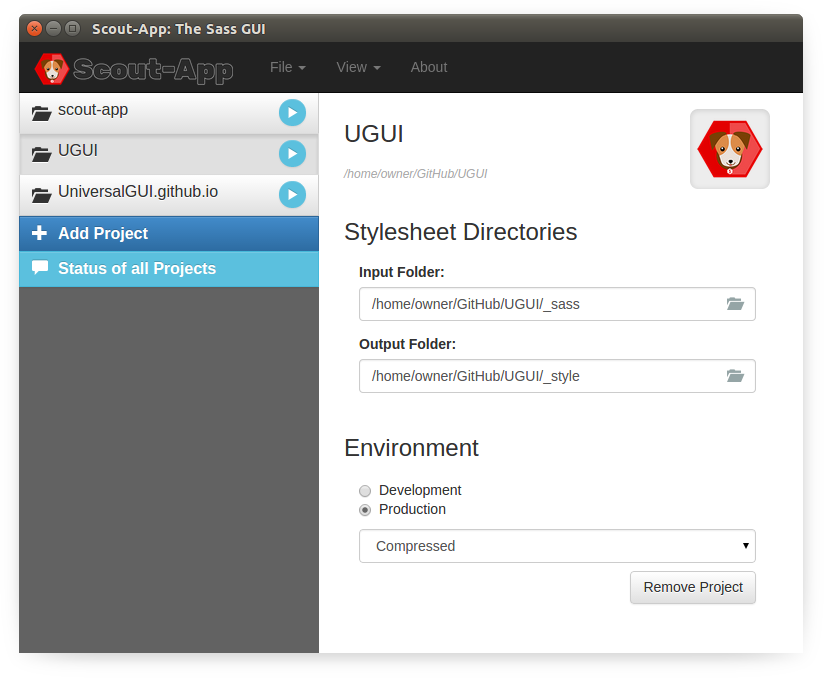 Scout-App: The Sass GUI
Scout-App File View About
scout-app
UGUI
UniversalGUI.github.io
Add Project
Status of all Projects
UGUI
/home/owner/GitHub/UGUI
Stylesheet Directories
Input Folder:
/home/owner/GitHub/UGUI/_sass
Output Folder:
/home/owner/GitHub/UGUI/_style
Environment
Development
Production
Compressed
Remove Project